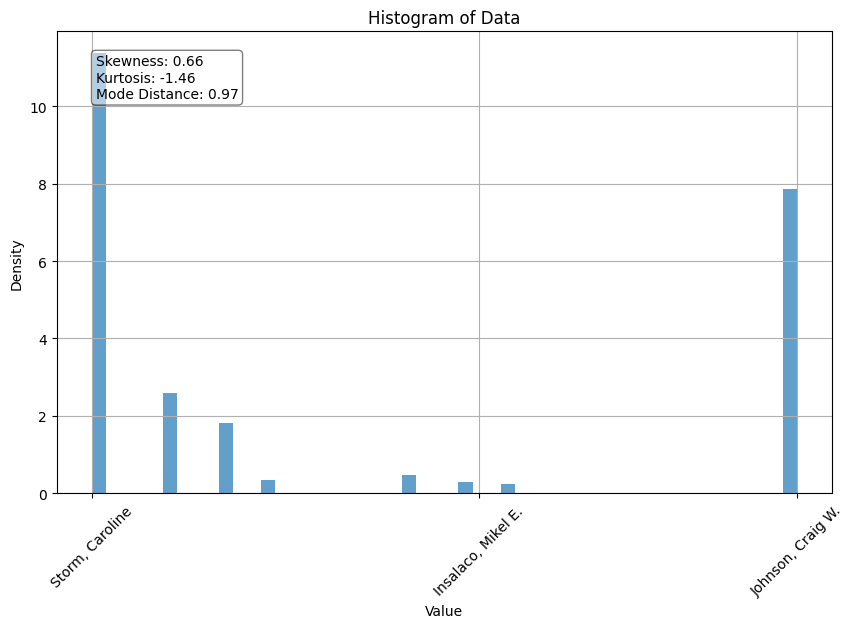 Histogram of Data
Skewness: 0.66
Kurtosis: -1.46
Mode Distance: 0.97
10
8
6
4
2
0
Density
Storm, Caroline
Insalaco, Mikel E.
Johnson, Craig W.
Value